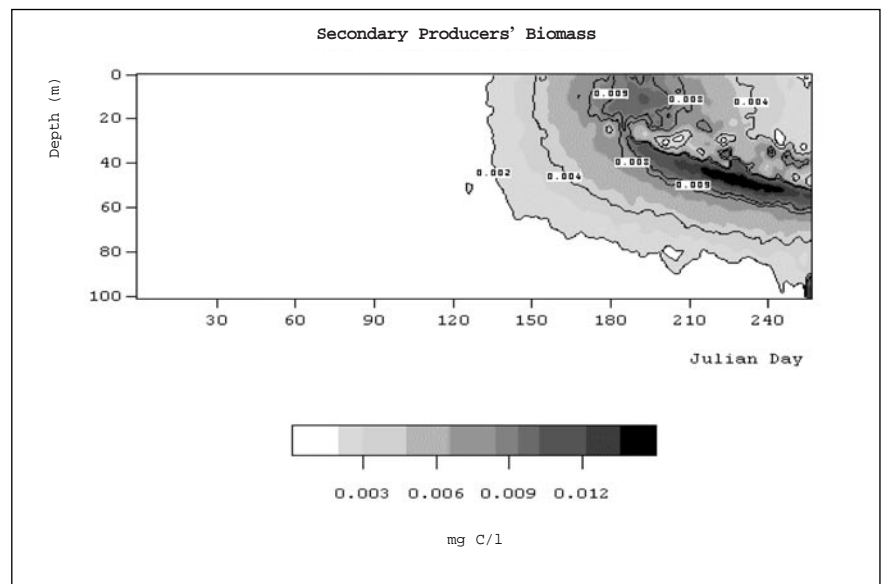 Secondary Producers’ Biomass
Depth (m)
0
20
40
60
80
100
0.009
0.008
0.004
0.002
0.004
0.008
0.009
30 60 90 120 150 180 210 240
Julian Day
0.003 0.006 0.009 0.012
mg C/l